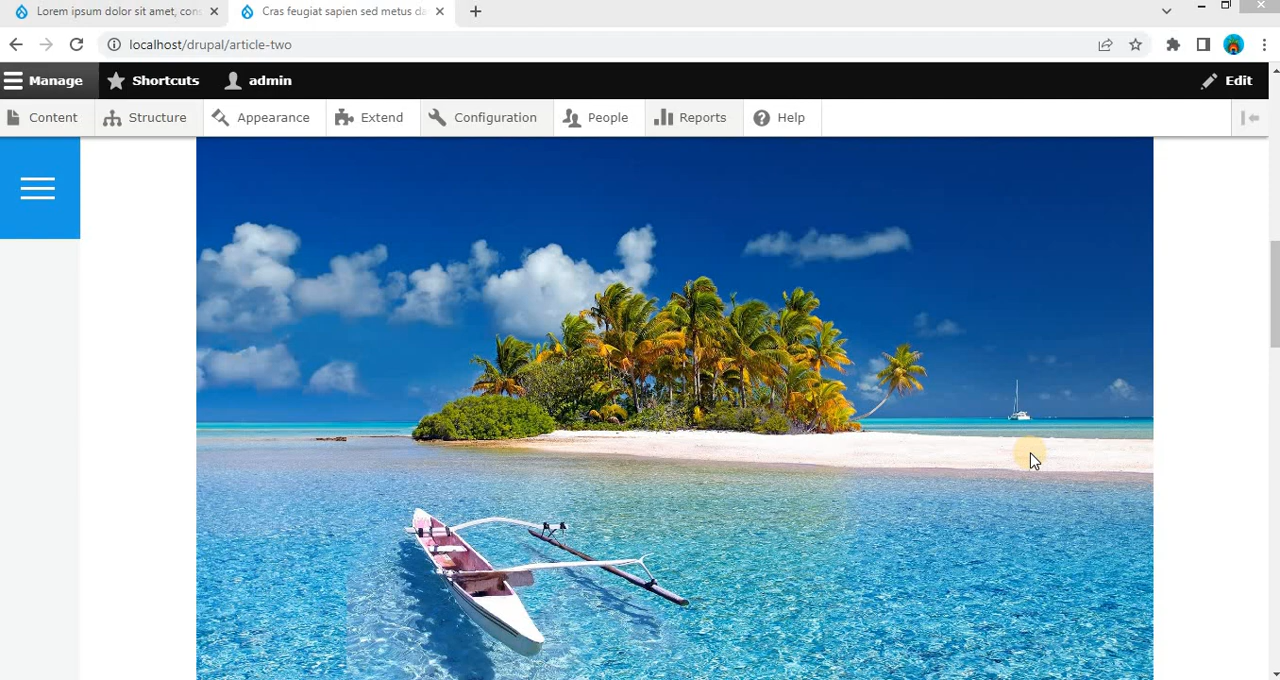 Lorem ipsum dolor sit amet, cons
Cras feugiat sapien sed metus da
localhost/drupal/article-two
Manage
Shortcuts
admin
Edit
Content
Structure
Appearance
Extend
Configuration
People
Reports
Help